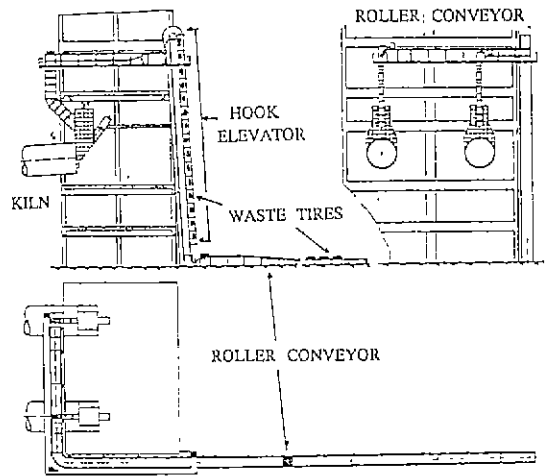 ROLLER CONVEYOR
HOOK
ELEVATOR
KILN
WASTE TIRES
ROLLER CONVEYOR